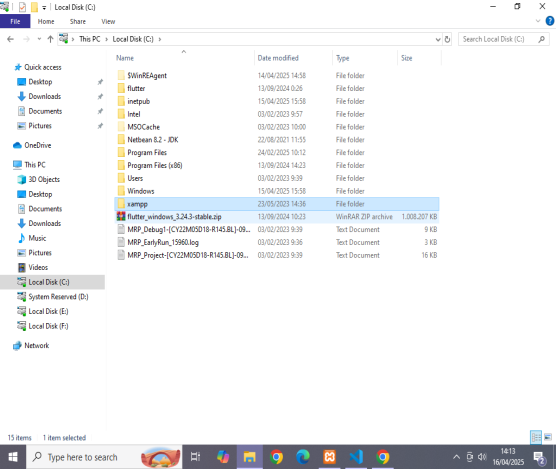 Local Disk (C:)
File
Home
Share
View
This PC > Local Disk (C:) >
Search Local Disk (C:)
Quick access
Desktop
Downloads
Documents
Pictures
OneDrive
This PC
3D Objects
Desktop
Documents
Downloads
Music
Pictures
Videos
Local Disk (C:)
System Reserved (D:)
Local Disk (E:)
Local Disk (F:)
Network
Name Date modified Type Size
$WinREAgent 14/04/2025 14:58 File folder
flutter 13/09/2024 0:26 File folder
inetpub 15/04/2025 15:58 File folder
Intel 03/02/2023 9:57 File folder
MSOCache 03/02/2023 10:00 File folder
Netbean 8.2 - JDK 22/08/2021 11:55 File folder
Program Files 24/02/2025 10:12 File folder
Program Files (x86) 13/09/2024 14:23 File folder
Users 03/02/2023 9:39 File folder
Windows 15/04/2025 15:58 File folder
xampp 23/05/2023 14:36 File folder
flutter_windows_3.24.3-stable.zip 13/09/2024 10:23 WinRAR ZIP archive 1,008,207 KB
MRP_Debug1-[CY22M05D18-R145.BL]-09... 03/02/2023 9:39 Text Document 9 KB
MRP_EarlyRun_15960.log 03/02/2023 9:36 Text Document 3 KB
MRP_Project-[CY22M05D18-R145.BL]-09... 03/02/2023 9:39 Text Document 16 KB
15 items 1 item selected
Type here to search
14:13
16/04/2025
2